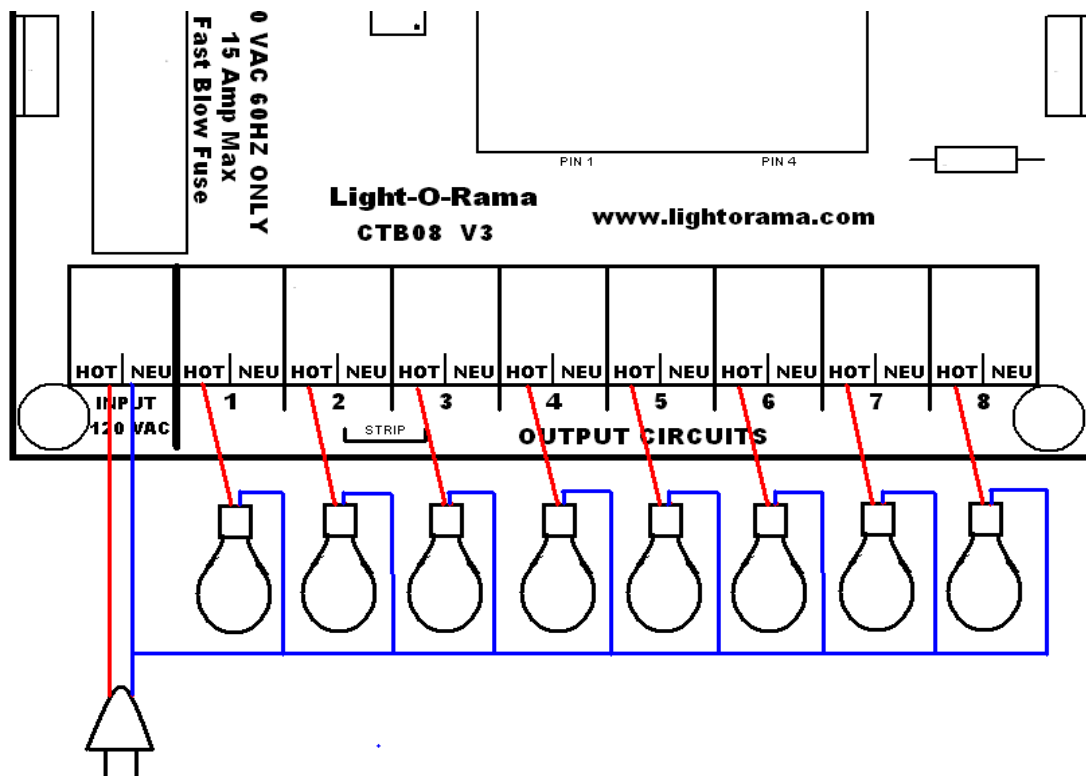 0 VAC 60HZ ONLY
15 Amp Max
Fast Blow Fuse
PIN 1
PIN 4
Light-O-Rama
CTB08 V3
www.lightorama.com
HOT NEU HOT NEU HOT NEU HOT NEU HOT NEU HOT NEU HOT NEU HOT NEU HOT NEU
INPUT 1 2 3 4 5 6 7 8
120 VAC
STRIP
OUTPUT CIRCUITS